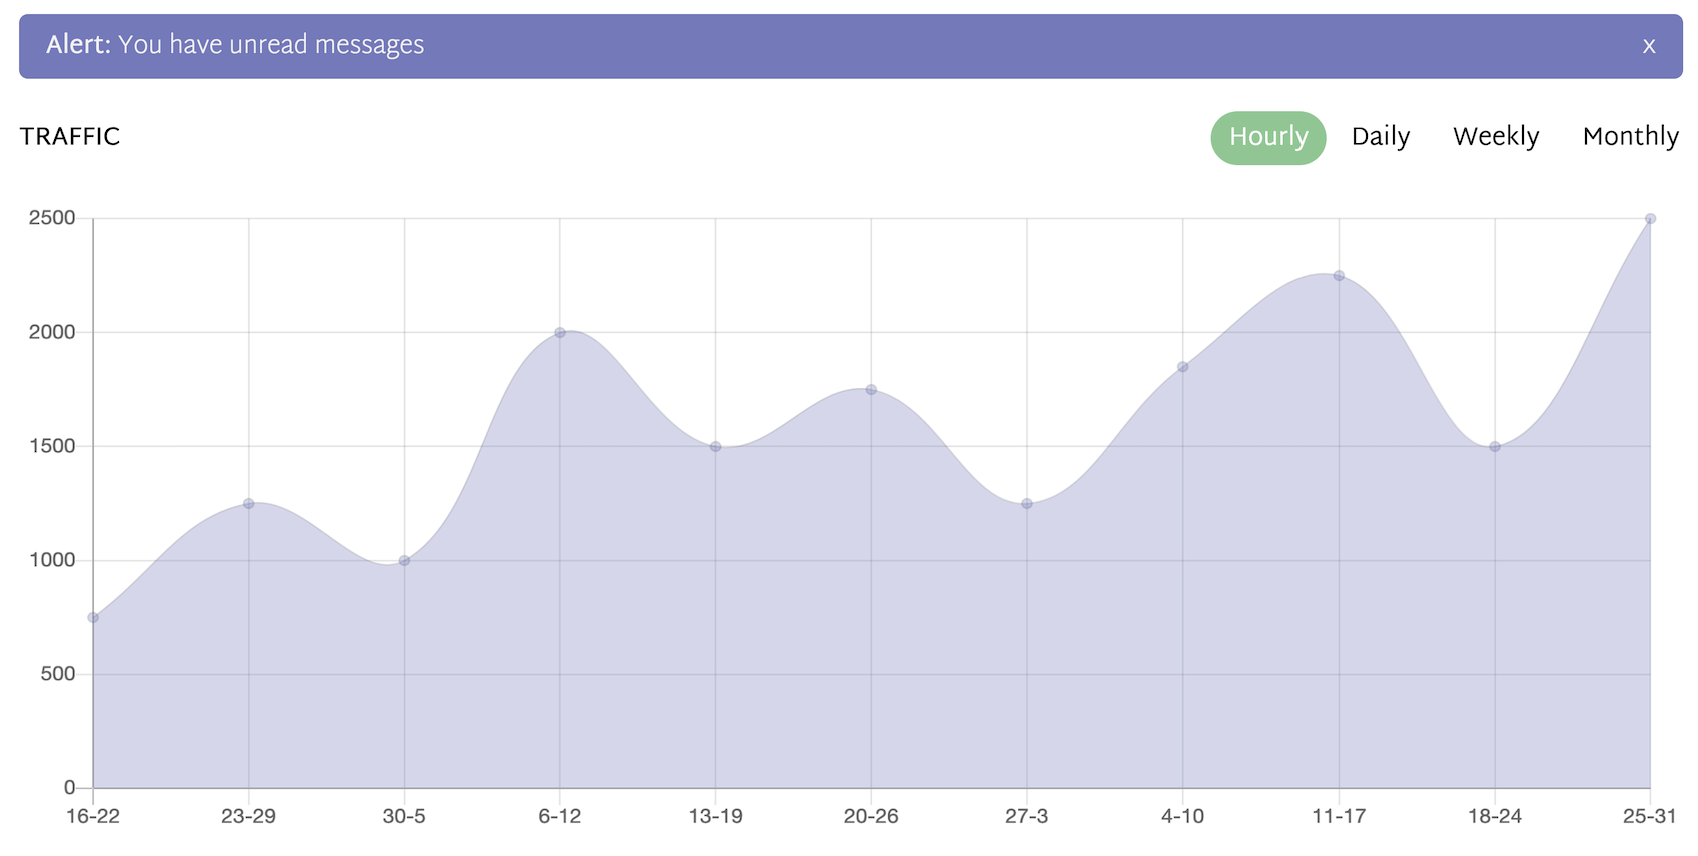 Alert: You have unread messages x
TRAFFIC Hourly Daily Weekly Monthly
2500
2000
1500
1000
500
0
16-22 23-29 30-5 6-12 13-19 20-26 27-3 4-10 11-17 18-24 25-31